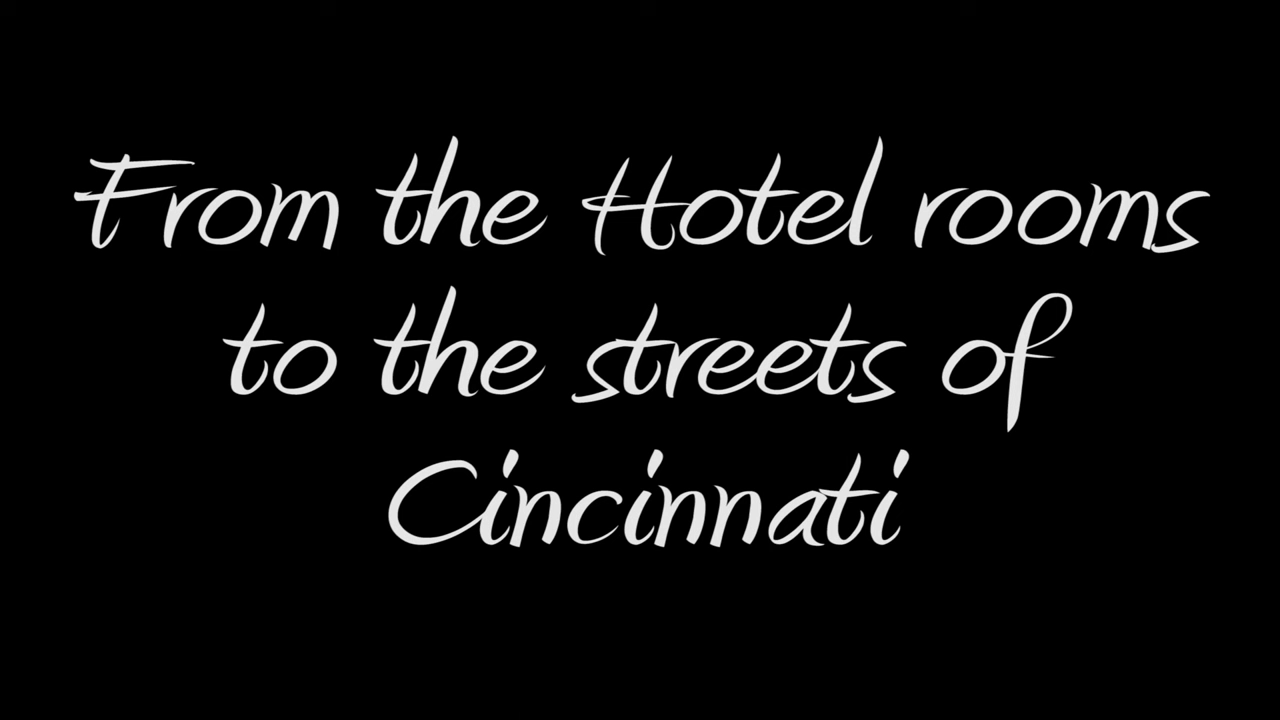 From the Hotel rooms
to the streets of
Cincinnati